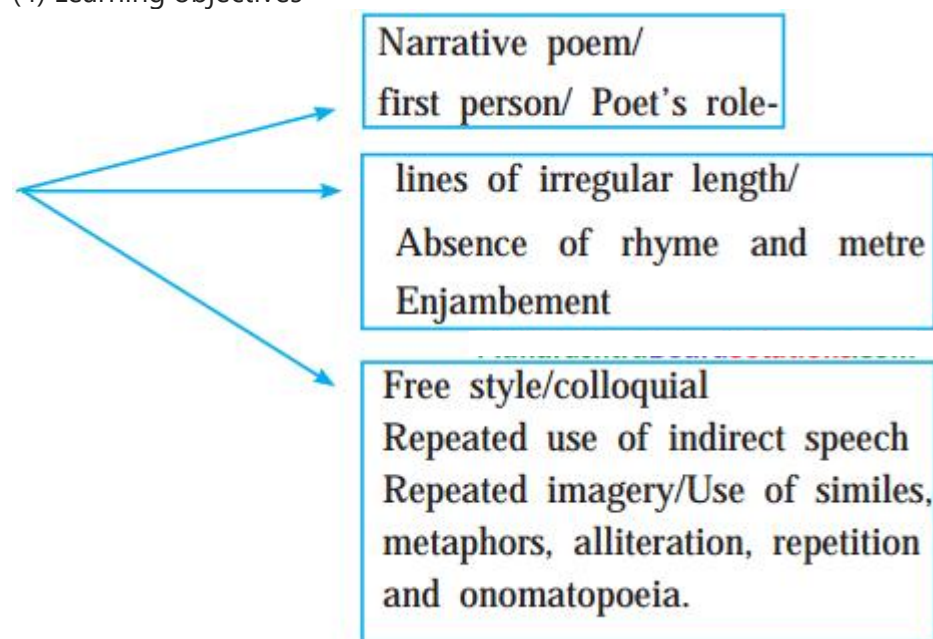 (4) Learning Objectives
Narrative poem/
first person/ Poet's role-
lines of irregular length/
Absence of rhyme and metre
Enjambement
Free style/colloquial
Repeated use of indirect speech
Repeated imagery/Use of similes,
metaphors, alliteration, repetition
and onomatopoeia.